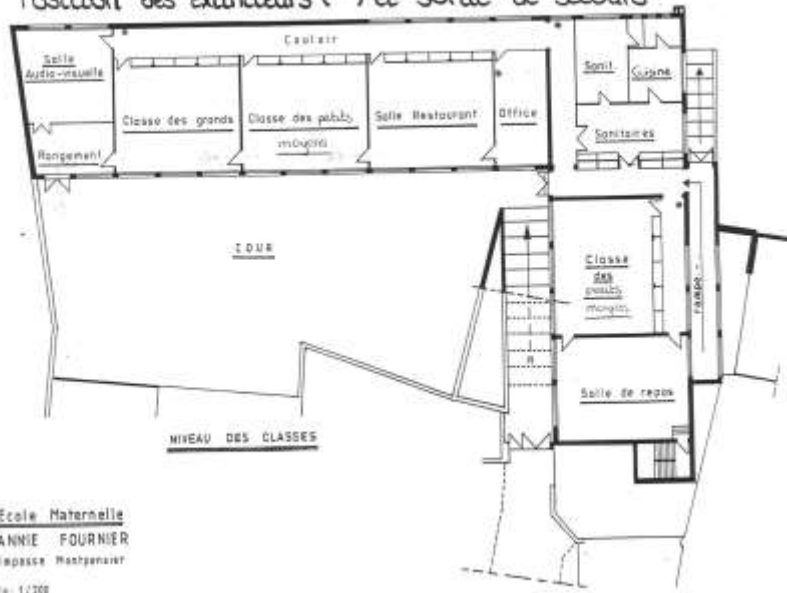 Position des extincteurs et Sortie de Secours
Couloir
Salle
Audio-visuelle
Sanit.
Cuisine
Classe des grands
Classe des petits
moyens
Salle Restaurant
Office
Sanitaires
Rangement
COUR
Classe
des
petits
moyens
rampe
Salle de repos
NIVEAU DES CLASSES
Ecole Maternelle
ANNIE FOURNIER
Impasse Montpensier
1/200